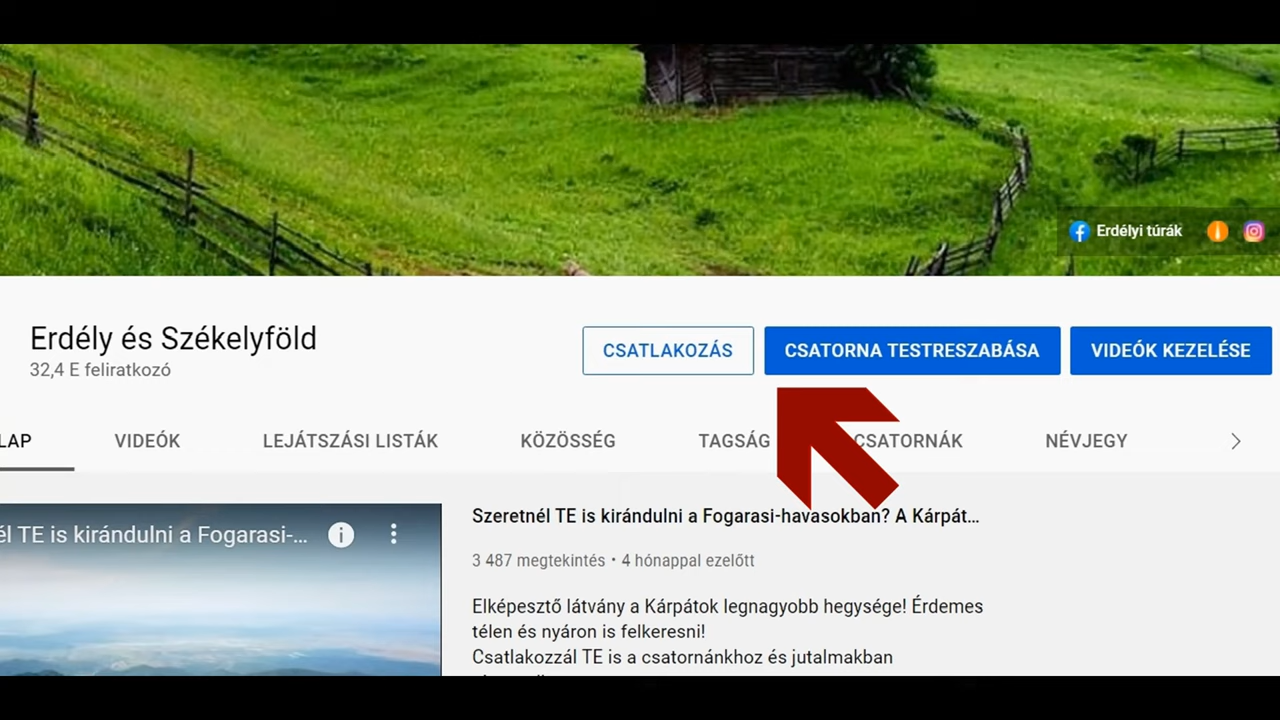 Erdélyi túrák
Erdély és Székelyföld
32,4 E feliratkozó
CSATLAKOZÁS
CSATORNA TESTRESZABÁSA
VIDEÓK KEZELÉSE
LAP
VIDEÓK
LEJÁTSZÁSI LISTÁK
KÖZÖSSÉG
TAGSÁG
CSATORNÁK
NÉVJEGY
él TE is kirándulni a Fogarasi-...
Szeretnél TE is kirándulni a Fogarasi-havasokban? A Kárpát...
3 487 megtekintés • 4 hónappal ezelőtt
Elképesztő látvány a Kárpátok legnagyobb hegysége! Érdemes
télen és nyáron is felkeresni!
Csatlakozzál TE is a csatornánkhoz és jutalmakban